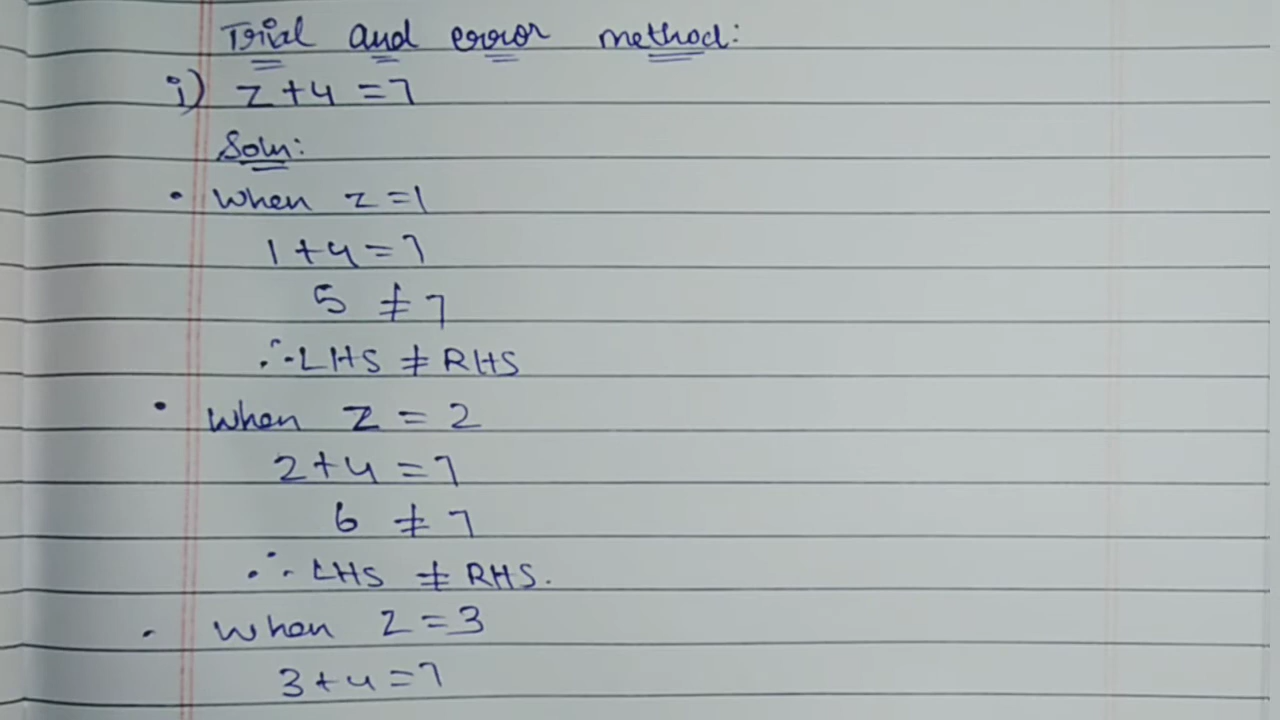 Trial and error method:
i) z+4=7
Soln:
• When z=1
1+4=7
5 ≠ 7
∴ LHS ≠ RHS
• When z = 2
2+4=7
6 ≠ 7
∴ LHS ≠ RHS.
• When z=3
3+4=7